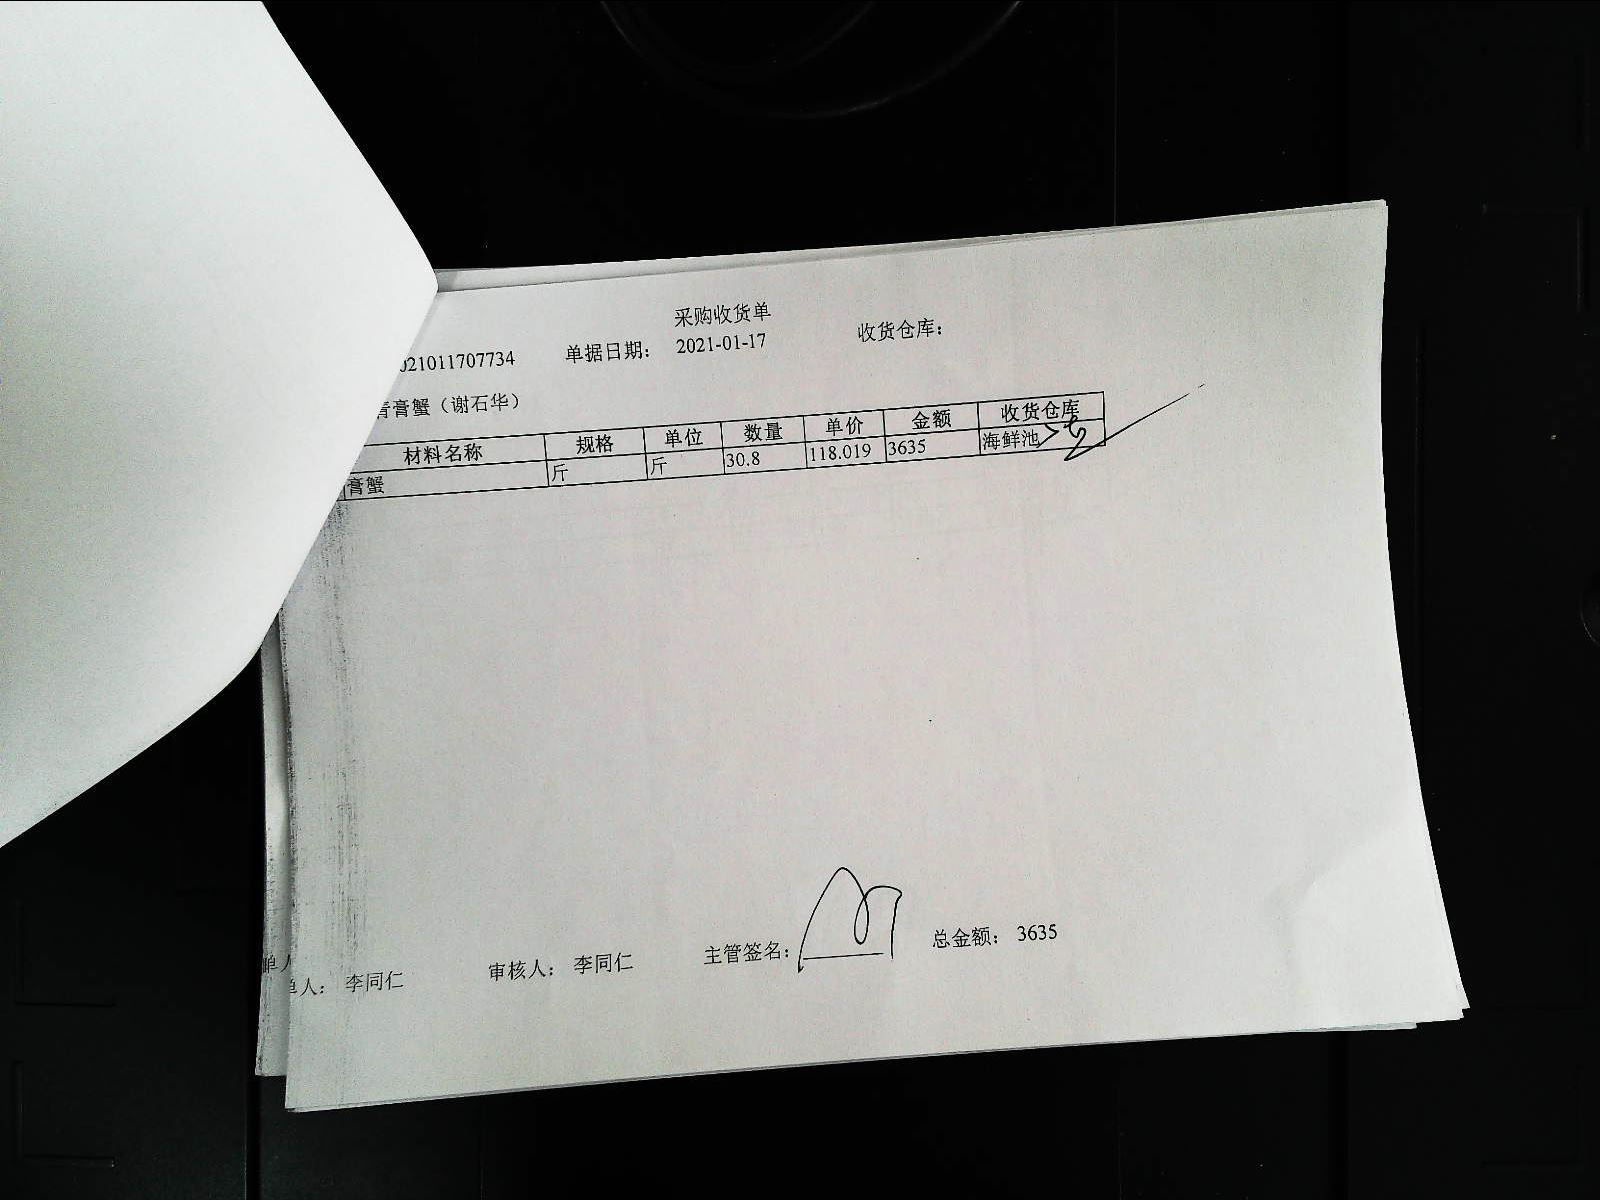 采购收货单
021011707734 单据日期： 2021-01-17 收货仓库：
青膏蟹（谢石华）
材料名称 规格 单位 数量 单价 金额 收货仓库
膏蟹 斤 斤 30.8 118.019 3635 海鲜池
单人： 李同仁 审核人： 李同仁 主管签名： 总金额： 3635